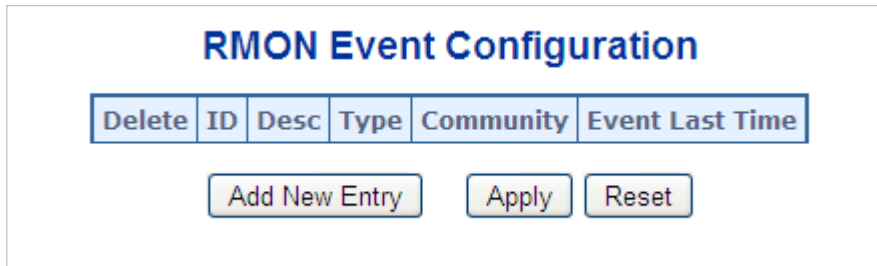 RMON Event Configuration
Delete ID Desc Type Community Event Last Time
Add New Entry Apply Reset